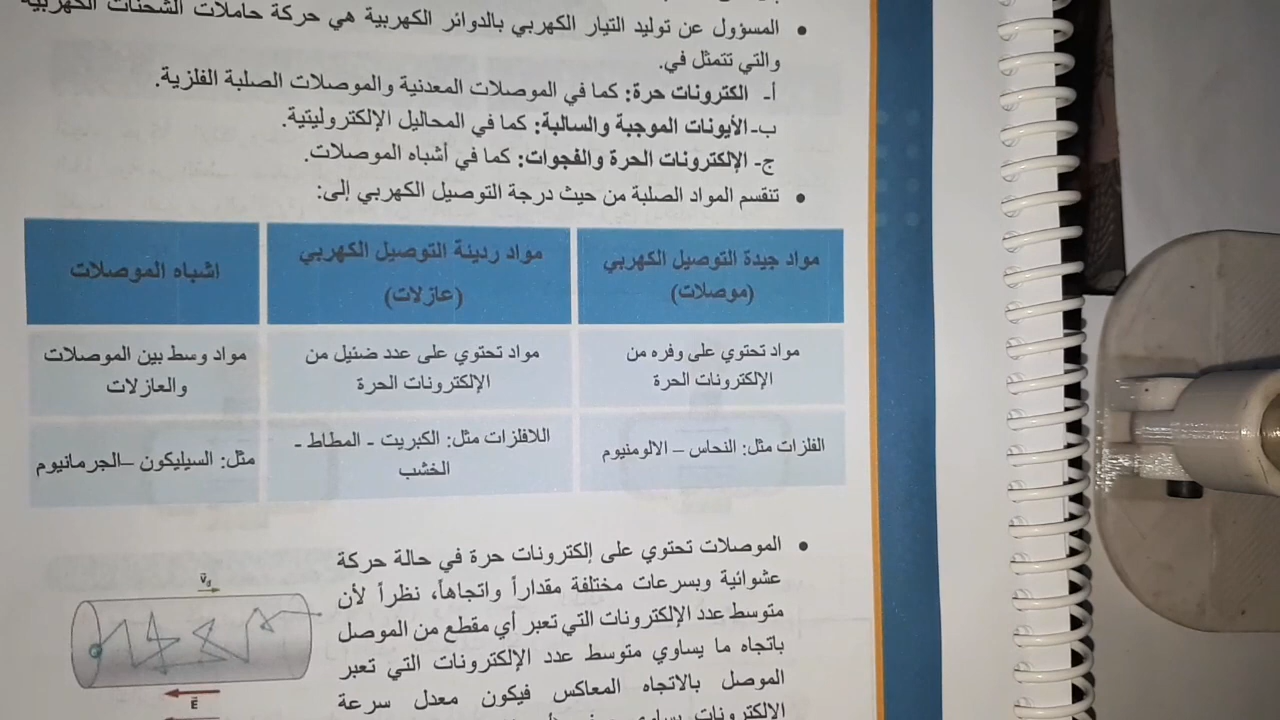 المسؤول عن توليد التيار الكهربي بالدوائر الكهربية هي حركة حاملات الشحنات الكهربية
والتي تتمثل في.
أ- الكترونات حرة: كما في الموصلات المعدنية والموصلات الصلبة الفلزية.
ب- الأيونات الموجبة والسالبة: كما في المحاليل الإلكتروليتية.
ج- الإلكترونات الحرة والفجوات: كما في أشباه الموصلات.
تنقسم المواد الصلبة من حيث درجة التوصيل الكهربي إلى:
مواد جيدة التوصيل الكهربي
(موصلات)
مواد رديئة التوصيل الكهربي
(عازلات)
اشباه الموصلات
مواد تحتوي على وفره من
الإلكترونات الحرة
مواد تحتوي على عدد ضئيل من
الإلكترونات الحرة
مواد وسط بين الموصلات
والعازلات
الفلزات مثل: النحاس – الالومنيوم
اللافلزات مثل: الكبريت - المطاط -
الخشب
مثل: السيليكون –الجرمانيوم
الموصلات تحتوي على إلكترونات حرة في حالة حركة
عشوائية وبسرعات مختلفة مقداراً واتجاهاً، نظراً لأن
متوسط عدد الإلكترونات التي تعبر أي مقطع من الموصل
باتجاه ما يساوي متوسط عدد الإلكترونات التي تعبر
الموصل بالاتجاه المعاكس فيكون معدل سرعة
الإلكترونات يساوي
v̄d
Ē